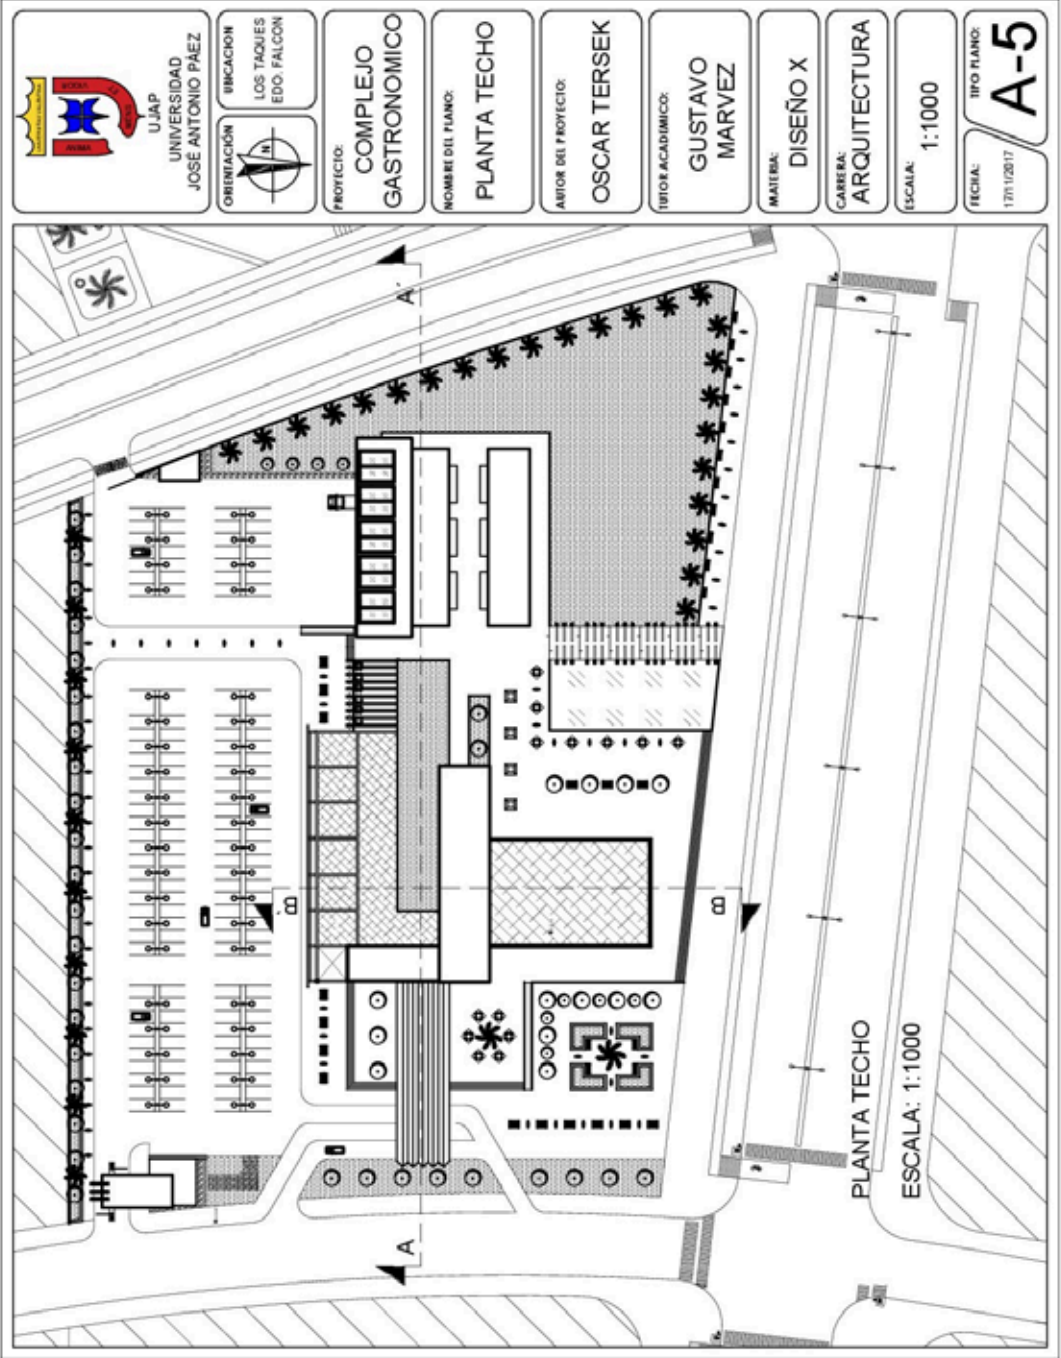 UJAP
UNIVERSIDAD
JOSÉ ANTONIO PÁEZ
ORIENTACIÓN
N
UBICACION
LOS TAQUES
EDO. FALCON
PROYECTO:
COMPLEJO
GASTRONOMICO
NOMBRE DEL PLANO:
PLANTA TECHO
AUTOR DEL PROYECTO:
OSCAR TERSEK
TUTOR ACADEMICO:
GUSTAVO
MARVEZ
MATERIA:
DISEÑO X
CARRERA:
ARQUITECTURA
ESCALA:
1:1000
FECHA:
17/11/2017
TIPO PLANO:
A-5
A
A'
B'
B
PLANTA TECHO
ESCALA: 1:1000